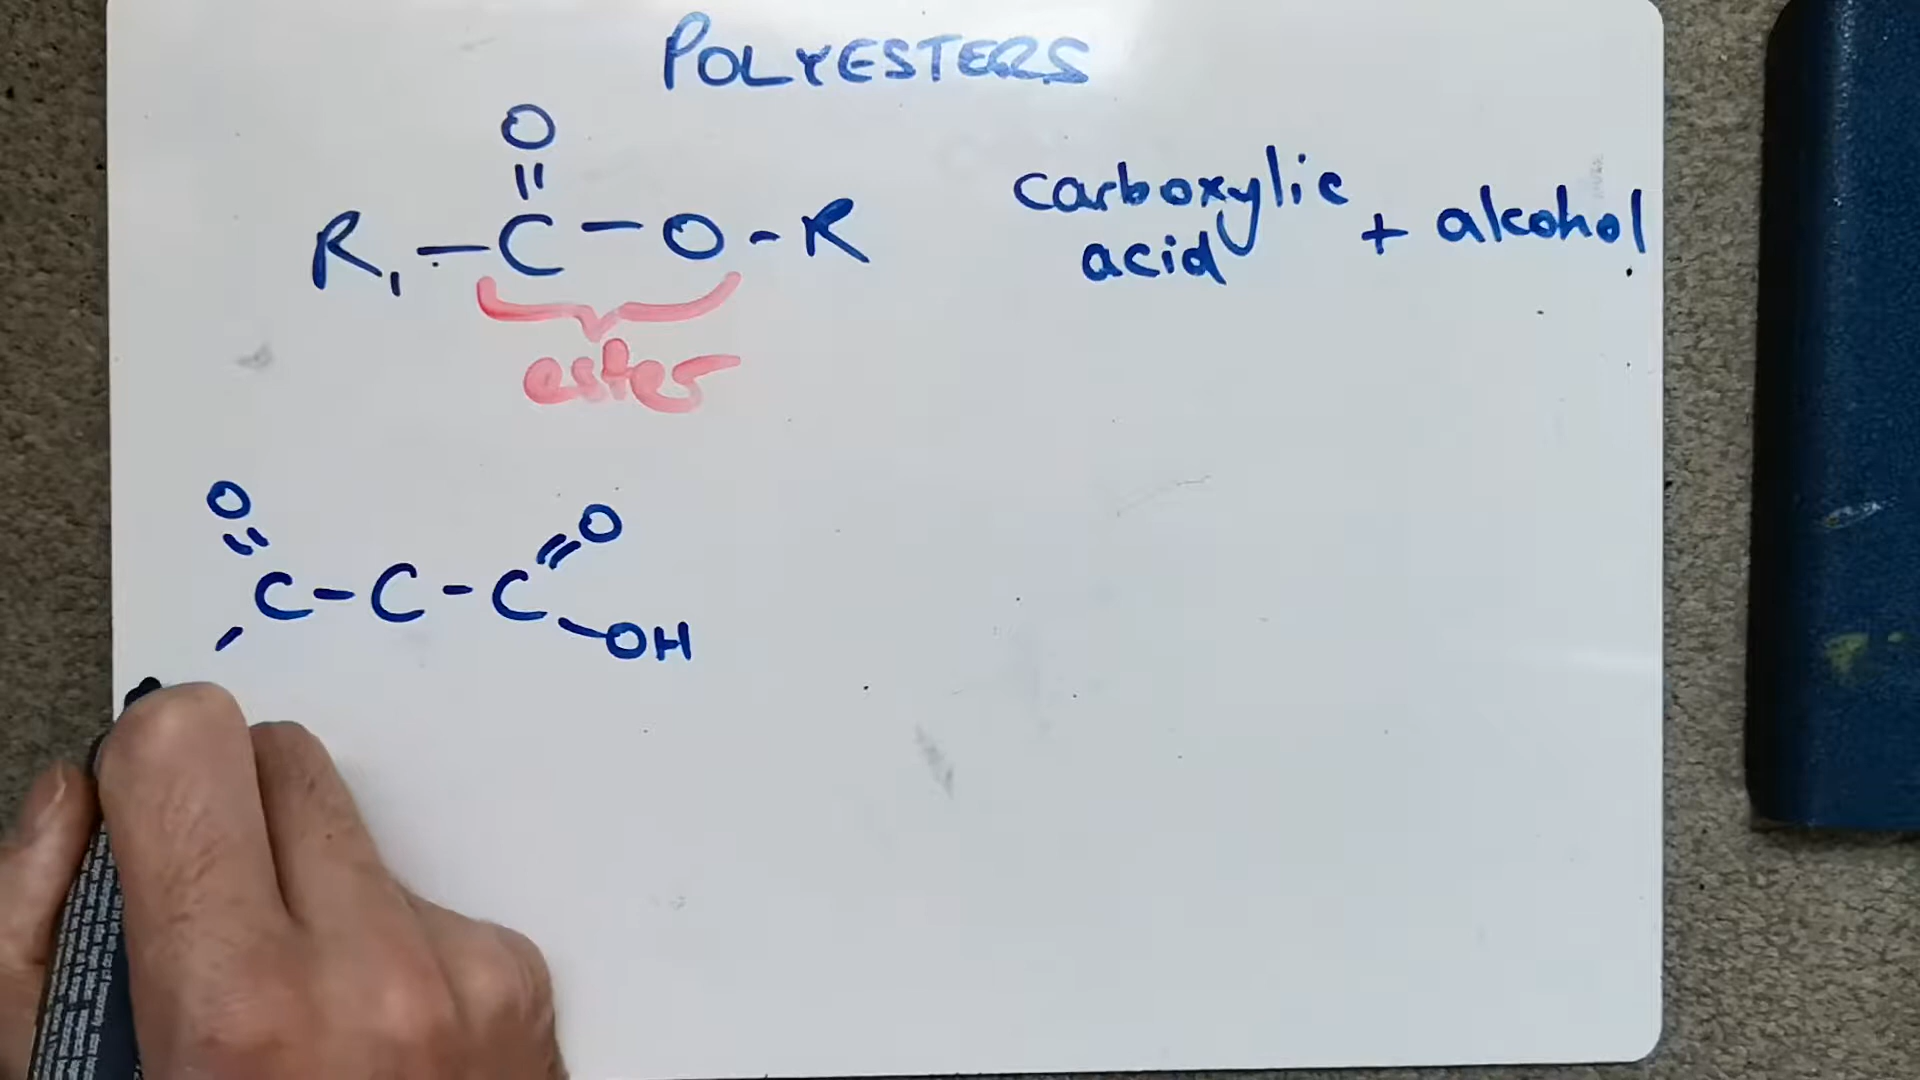 POLYESTERS
O
||
R₁—C—O-R
ester
carboxylic
acid
+ alcohol
O O
C-C-C
OH